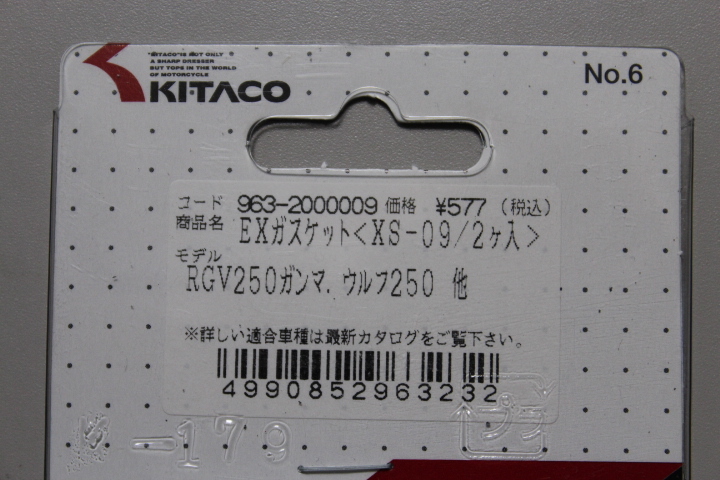 "KITACO" IS NOT ONLY
A SHARP DRESSER
BUT TOPS IN THE WORLD
OF MOTORCYCLE
KITACO
No.6
コード 963-2000009 価格 ¥577 (税込)
商品名 EXガスケット<XS-09/2ヶ入>
モデル
RGV250ガンマ, ウルフ250 他
※詳しい適合車種は最新カタログをご覧下さい。
4990852963232
-179
プラ